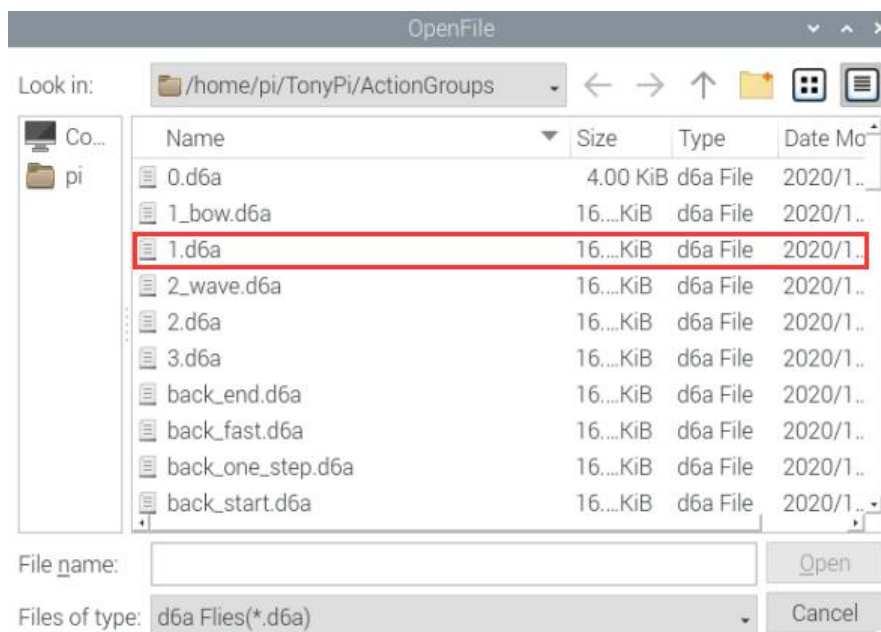 OpenFile
Look in: /home/pi/TonyPi/ActionGroups
Co...
pi
Name Size Type Date Mo
0.d6a 4.00 KiB d6a File 2020/1..
1_bow.d6a 16....KiB d6a File 2020/1..
1.d6a 16....KiB d6a File 2020/1..
2_wave.d6a 16....KiB d6a File 2020/1..
2.d6a 16....KiB d6a File 2020/1..
3.d6a 16....KiB d6a File 2020/1..
back_end.d6a 16....KiB d6a File 2020/1..
back_fast.d6a 16....KiB d6a File 2020/1..
back_one_step.d6a 16....KiB d6a File 2020/1..
back_start.d6a 16....KiB d6a File 2020/1..
File name: Open
Files of type: d6a Flies(*.d6a) Cancel